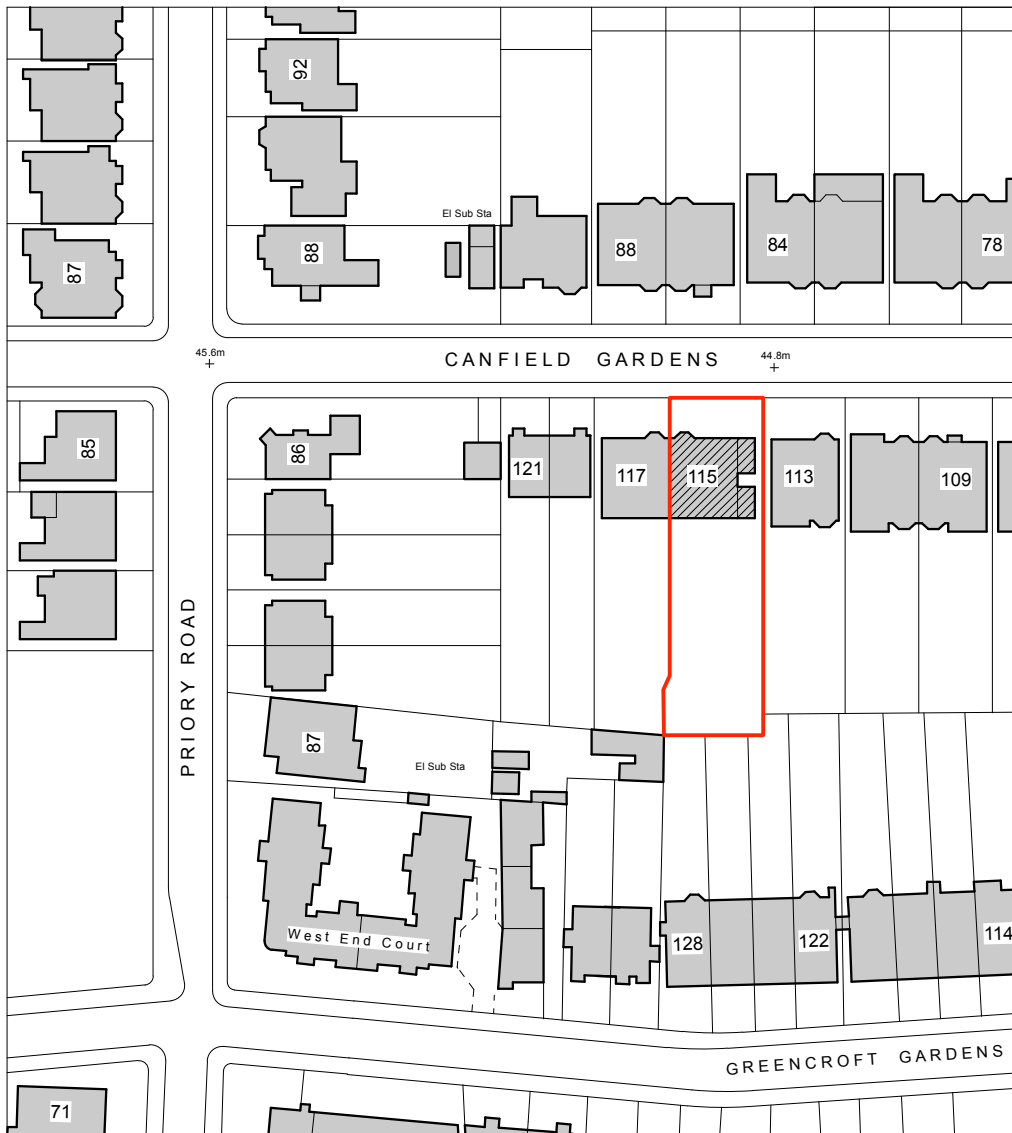 92
El Sub Sta
87
88
88
84
78
45.6m
CANFIELD GARDENS
44.8m
85
86
121
117
115
113
109
PRIORY ROAD
87
El Sub Sta
West End Court
128
122
114
GREENCROFT GARDENS
71